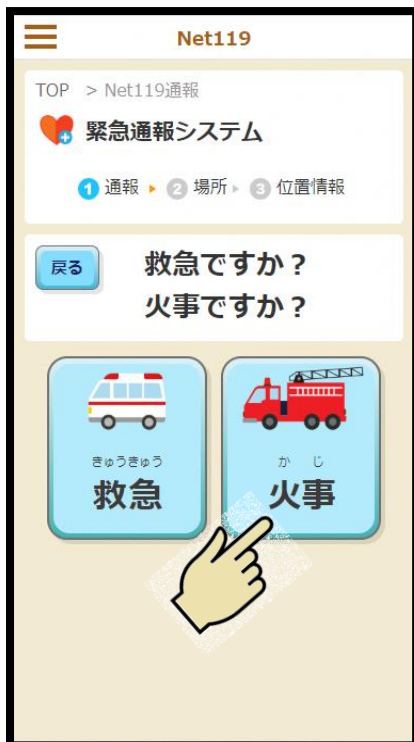 Net119
TOP > Net119通報
緊急通報システム
1 通報 ▸ 2 場所 ▸ 3 位置情報
戻る
救急ですか？
火事ですか？
きゅうきゅう
救急
かじ
火事